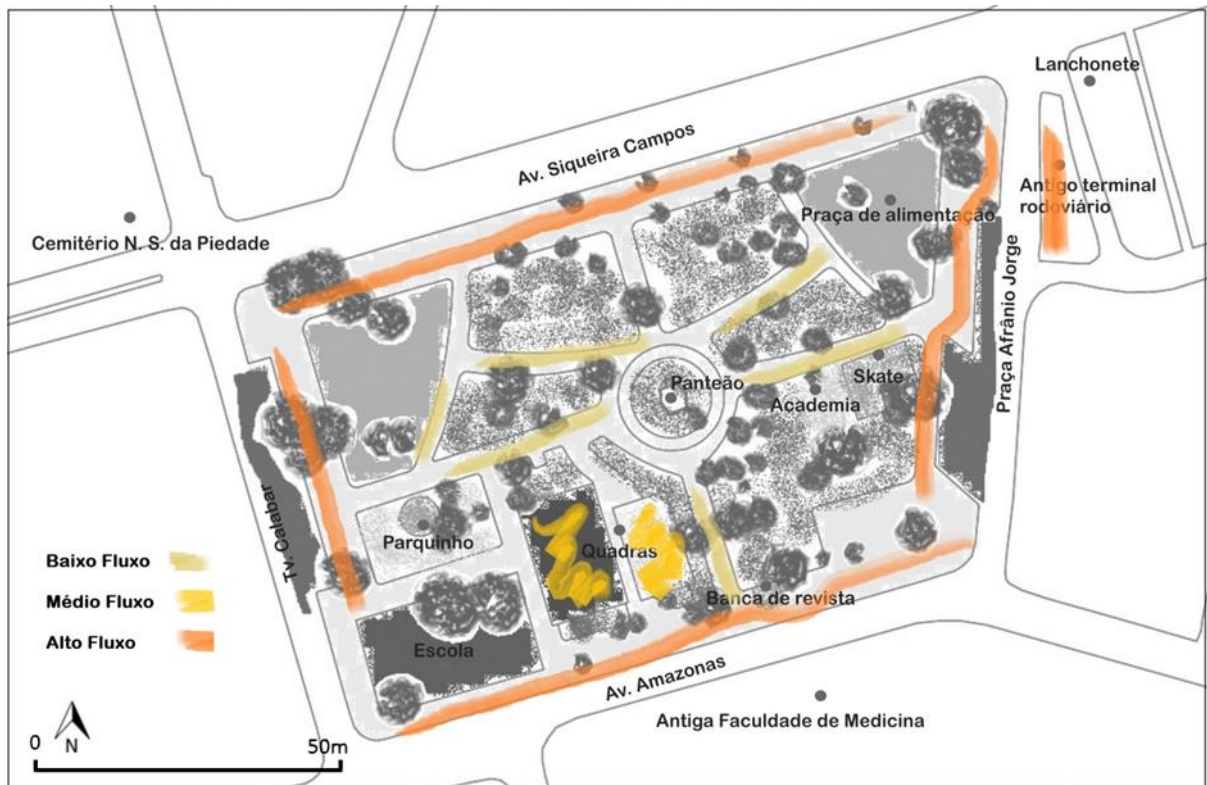 Lanchonete
Av. Siqueira Campos
Antigo terminal
rodoviário
Praça de alimentação
Cemitério N. S. da Piedade
Praça Afrânio Jorge
Panteão
Skate
Academia
Tv. Calabar
Parquinho
Quadras
Baixo Fluxo
Médio Fluxo
Alto Fluxo
Banca de revista
Escola
Av. Amazonas
Antiga Faculdade de Medicina
N
0
50m